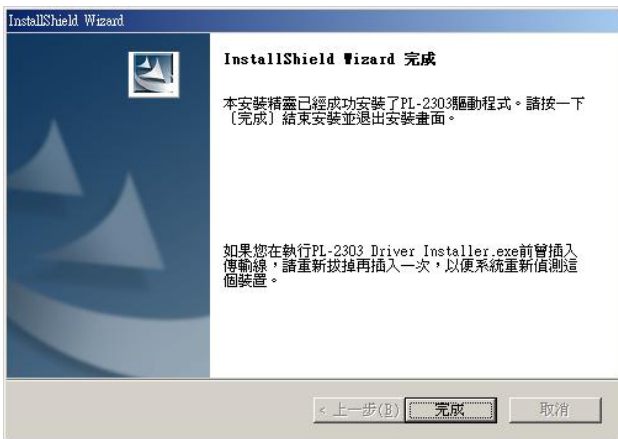 InstallShield Wizard
InstallShield Wizard 完成
本安裝精靈已經成功安裝了PL-2303驅動程式。請按一下
〔完成〕結束安裝並退出安裝畫面。
如果您在執行PL-2303 Driver Installer.exe前曾插入
傳輸線，請重新拔掉再插入一次，以便系統重新偵測這
個裝置。
< 上一步(B)
完成
取消